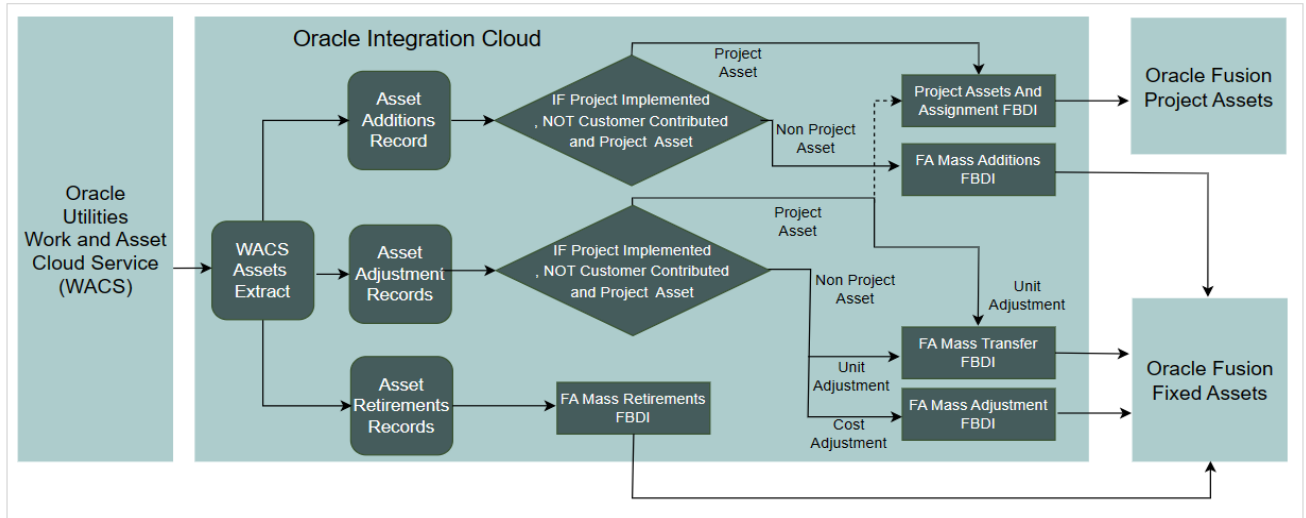 Oracle
Utilities
Work and Asset
Cloud Service
(WACS)
Oracle Integration Cloud
WACS
Assets
Extract
Asset
Additions
Record
IF Project Implemented
, NOT Customer Contributed
and Project Asset
Project
Asset
Non Project
Asset
Project Assets And
Assignment FBDI
FA Mass Additions
FBDI
Oracle Fusion
Project Assets
Asset
Adjustment
Records
IF Project Implemented
, NOT Customer Contributed
and Project Asset
Project
Asset
Non Project
Asset
Unit
Adjustment
Unit
Adjustment
Cost
Adjustment
FA Mass Transfer
FBDI
FA Mass Adjustment
FBDI
Asset
Retirements
Records
FA Mass Retirements
FBDI
Oracle Fusion
Fixed Assets